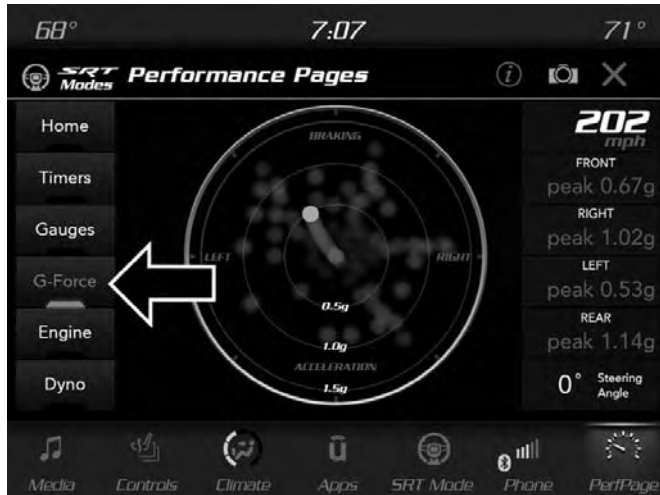 68°
7:07
71°
SRT Modes
Performance Pages
i
Home
Timers
Gauges
G-Force
Engine
Dyno
BRAKING
LEFT
RIGHT
0.5g
1.0g
ACCELERATION
1.5g
202
mph
FRONT
peak 0.67g
RIGHT
peak 1.02g
LEFT
peak 0.53g
REAR
peak 1.14g
0° Steering Angle
Media
Controls
Climate
ū
Apps
SRT Mode
Phone
PerfPage